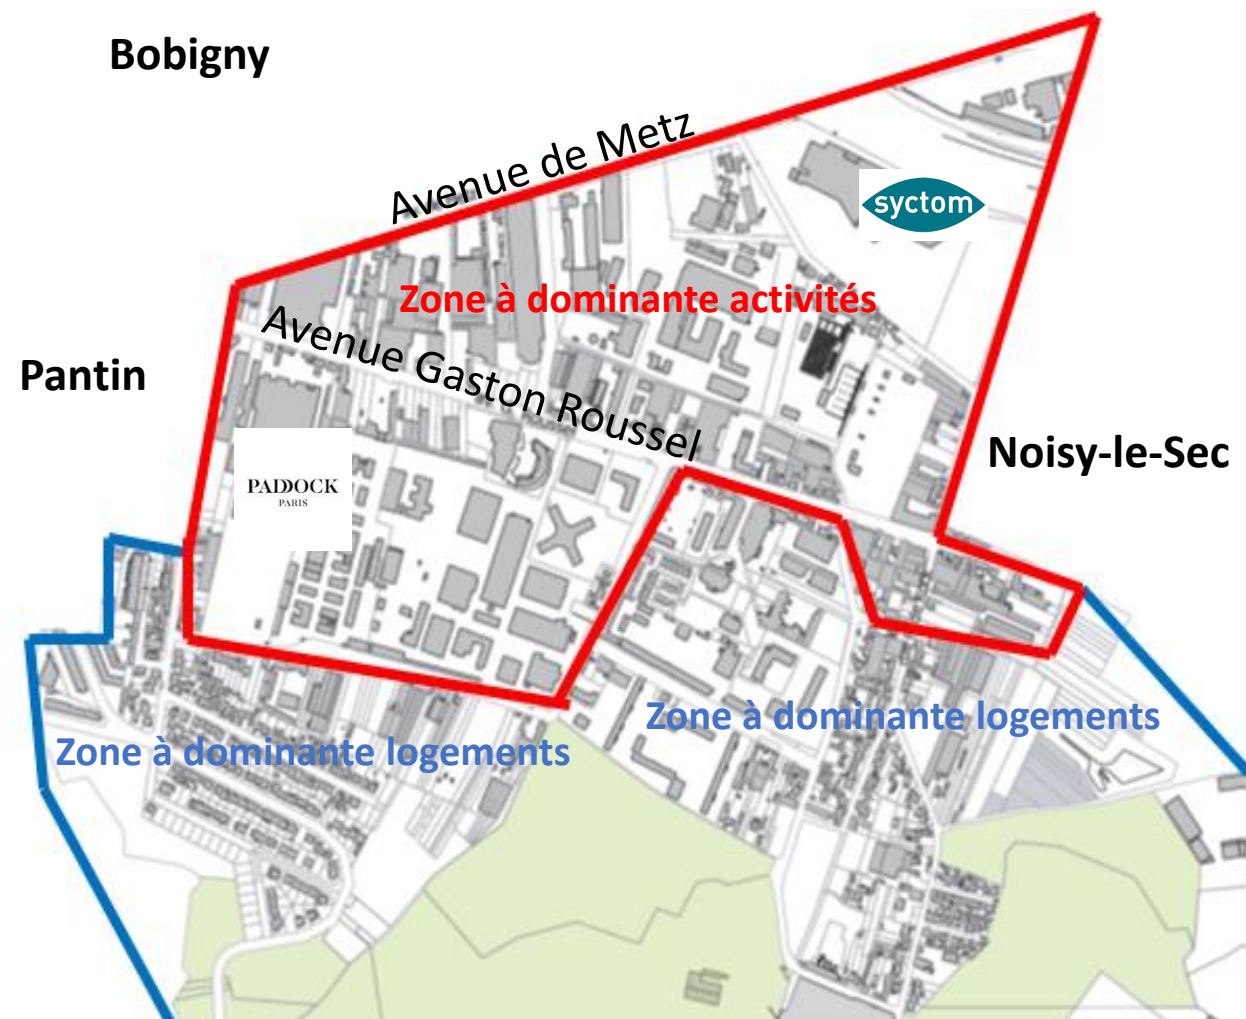 Bobigny
Avenue de Metz
syctom
Zone à dominante activités
Avenue Gaston Roussel
Pantin
Noisy-le-Sec
PADDOCK
PARIS
Zone à dominante logements
Zone à dominante logements